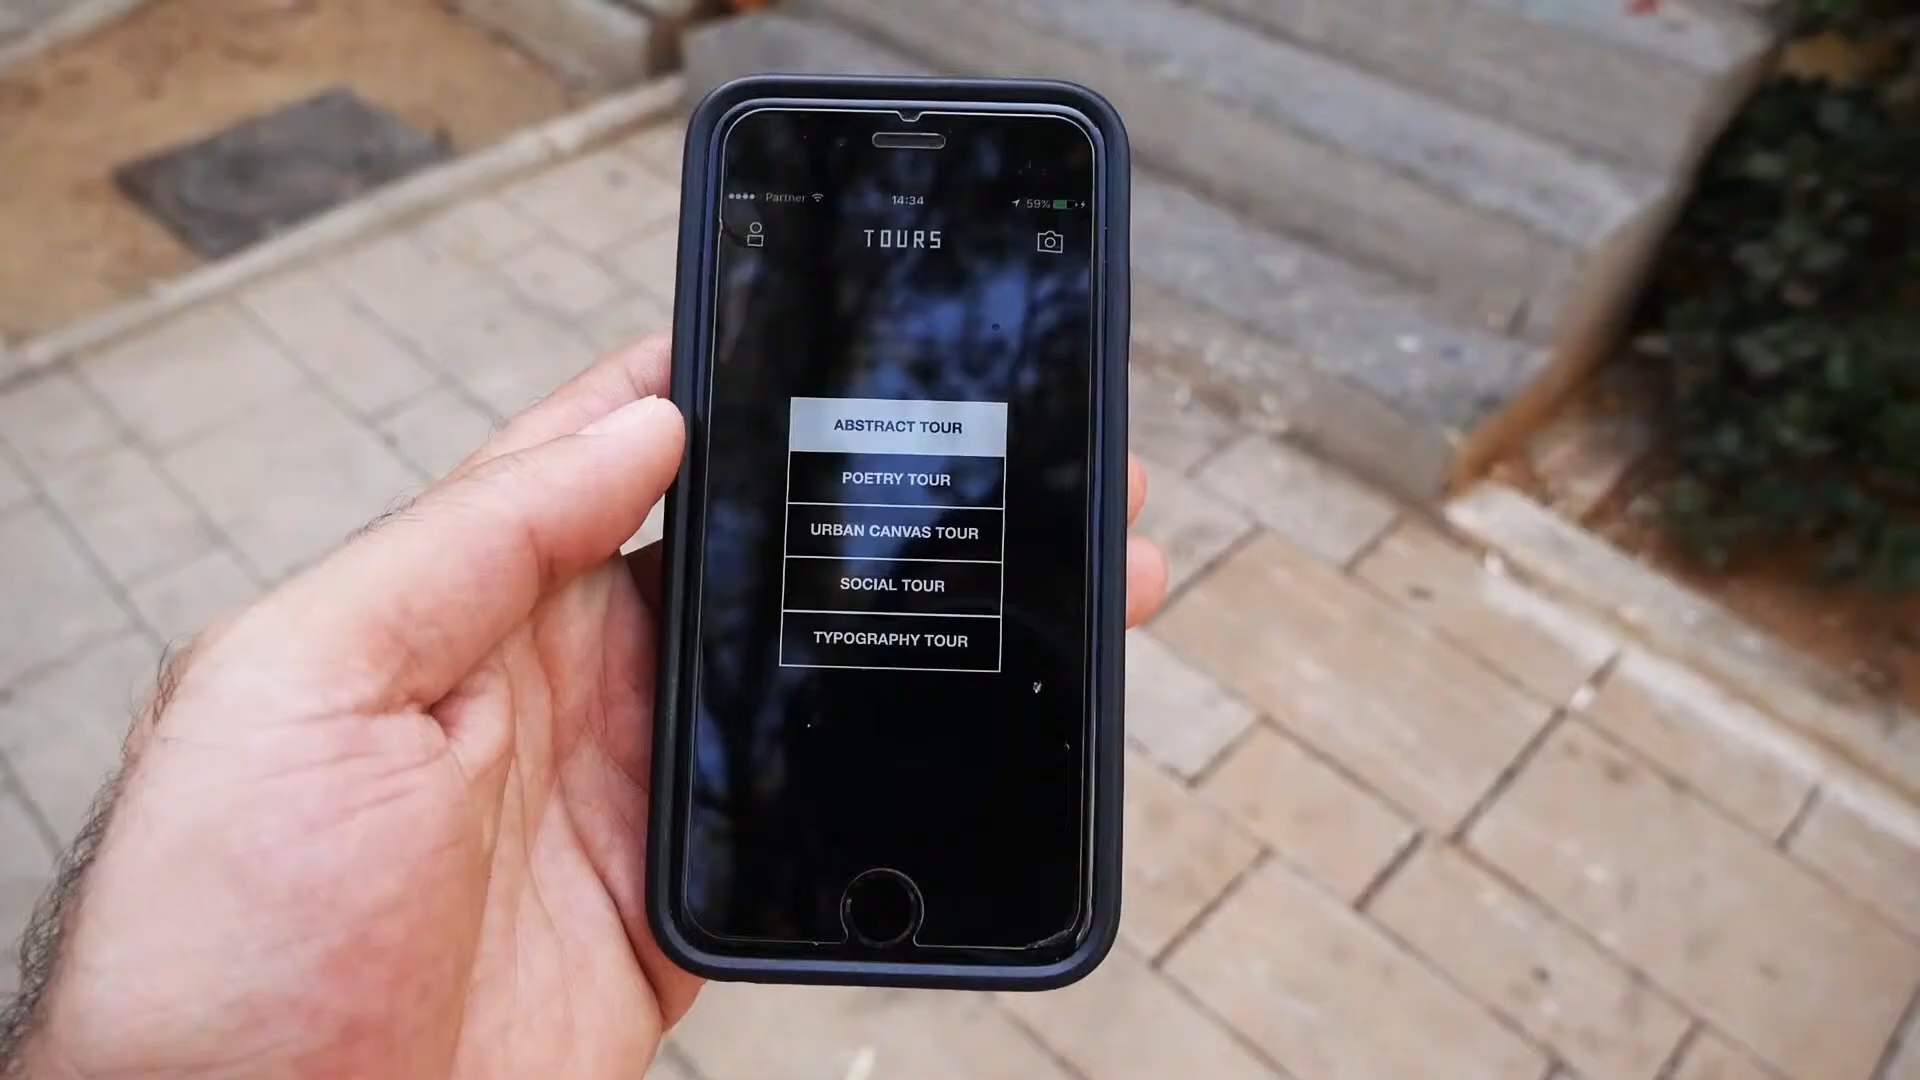 Partner 14:34 59%
TOURS
ABSTRACT TOUR
POETRY TOUR
URBAN CANVAS TOUR
SOCIAL TOUR
TYPOGRAPHY TOUR